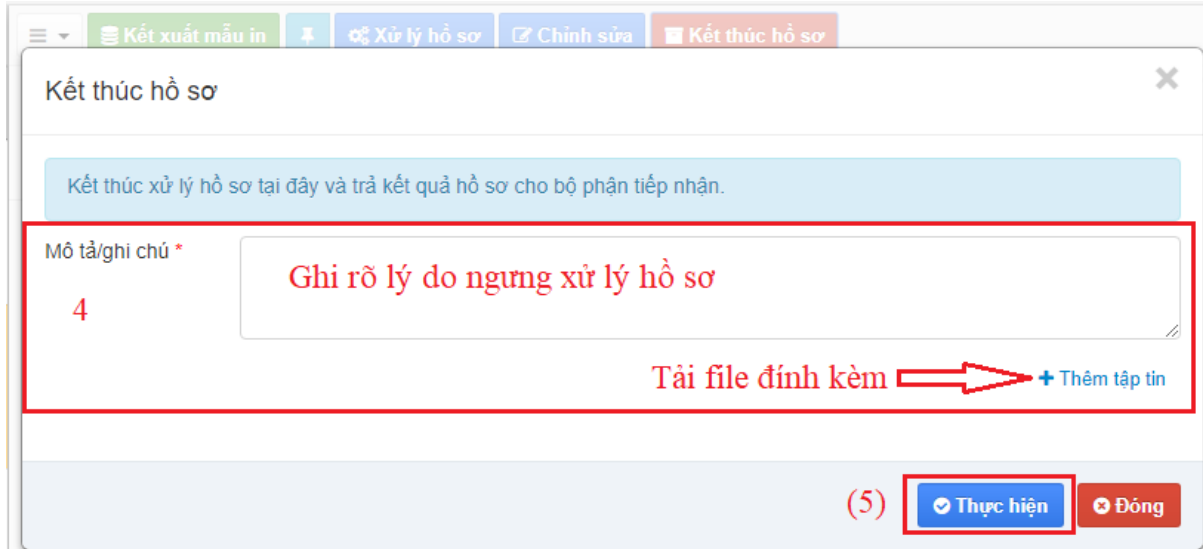 Kết xuất mẫu in Xử lý hồ sơ Chỉnh sửa Kết thúc hồ sơ
Kết thúc hồ sơ
Kết thúc xử lý hồ sơ tại đây và trả kết quả hồ sơ cho bộ phận tiếp nhận.
Mô tả/ghi chú *
Ghi rõ lý do ngưng xử lý hồ sơ
4
Tải file đính kèm
Thêm tập tin
(5) Thực hiện Đóng